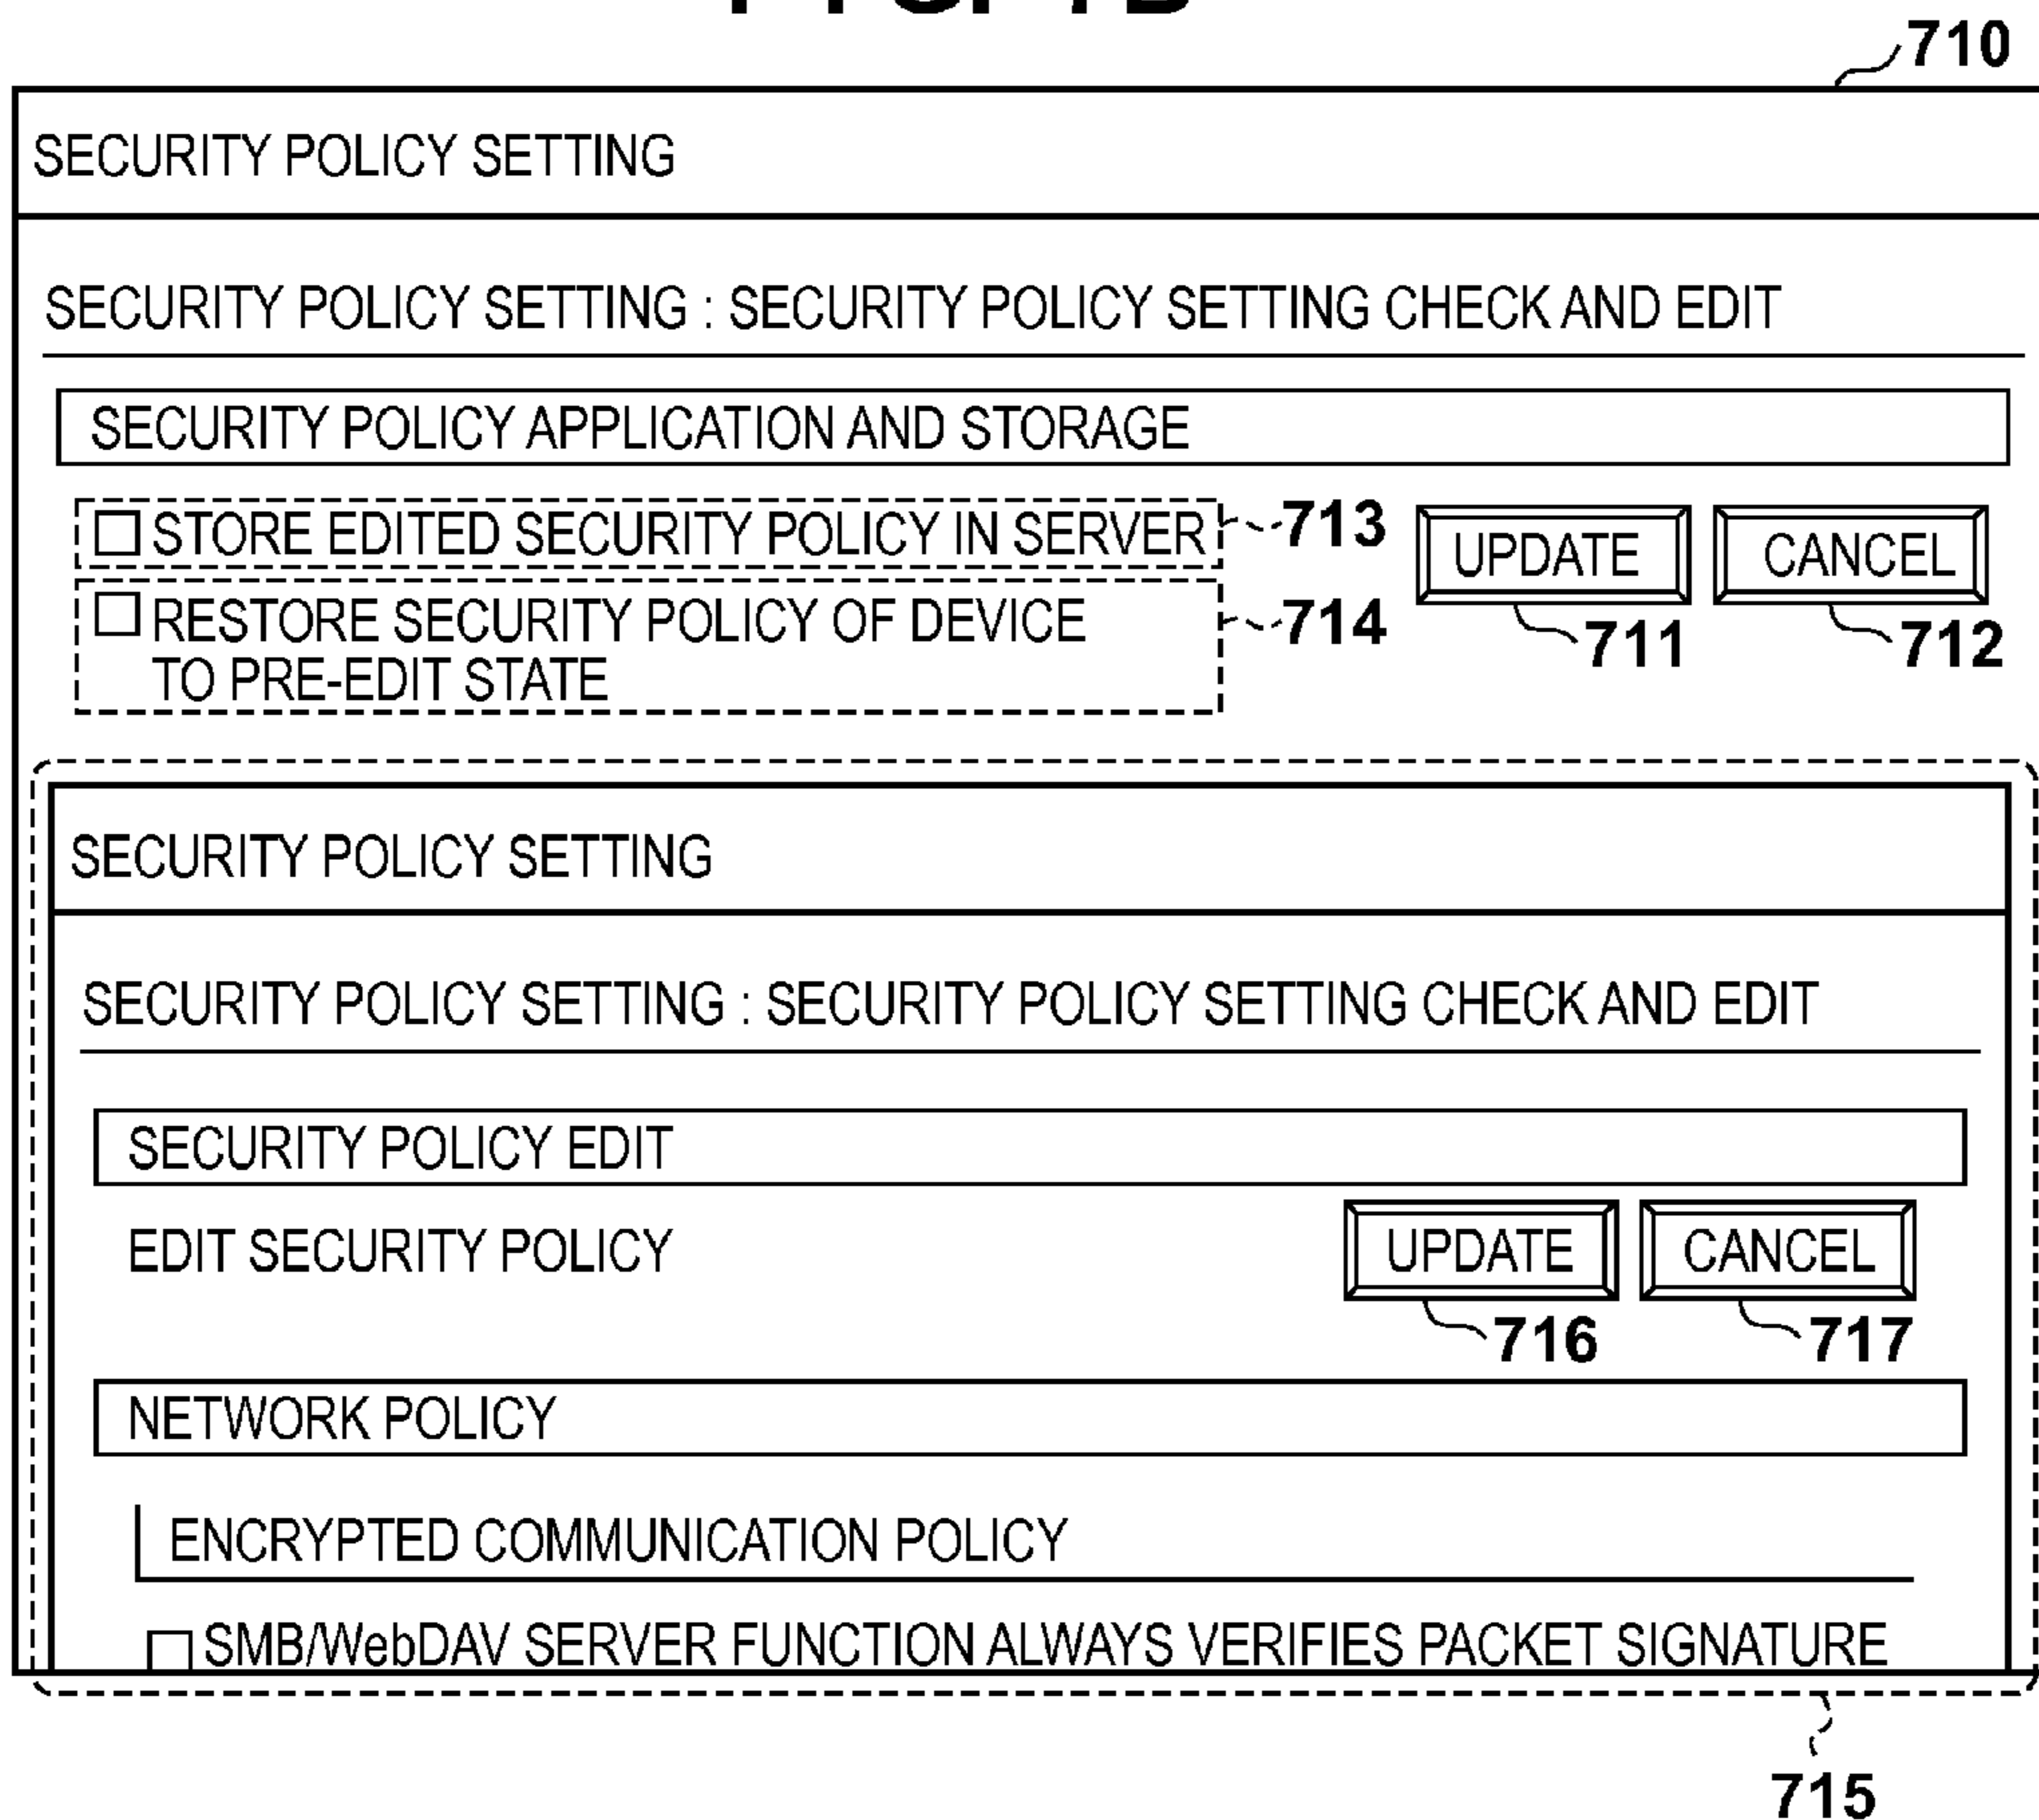 710
SECURITY POLICY SETTING
SECURITY POLICY SETTING : SECURITY POLICY SETTING CHECK AND EDIT
SECURITY POLICY APPLICATION AND STORAGE
STORE EDITED SECURITY POLICY IN SERVER 713 UPDATE CANCEL
RESTORE SECURITY POLICY OF DEVICE 714 711 712
TO PRE-EDIT STATE
SECURITY POLICY SETTING
SECURITY POLICY SETTING : SECURITY POLICY SETTING CHECK AND EDIT
SECURITY POLICY EDIT
EDIT SECURITY POLICY UPDATE CANCEL
716 717
NETWORK POLICY
ENCRYPTED COMMUNICATION POLICY
SMB/WebDAV SERVER FUNCTION ALWAYS VERIFIES PACKET SIGNATURE
715